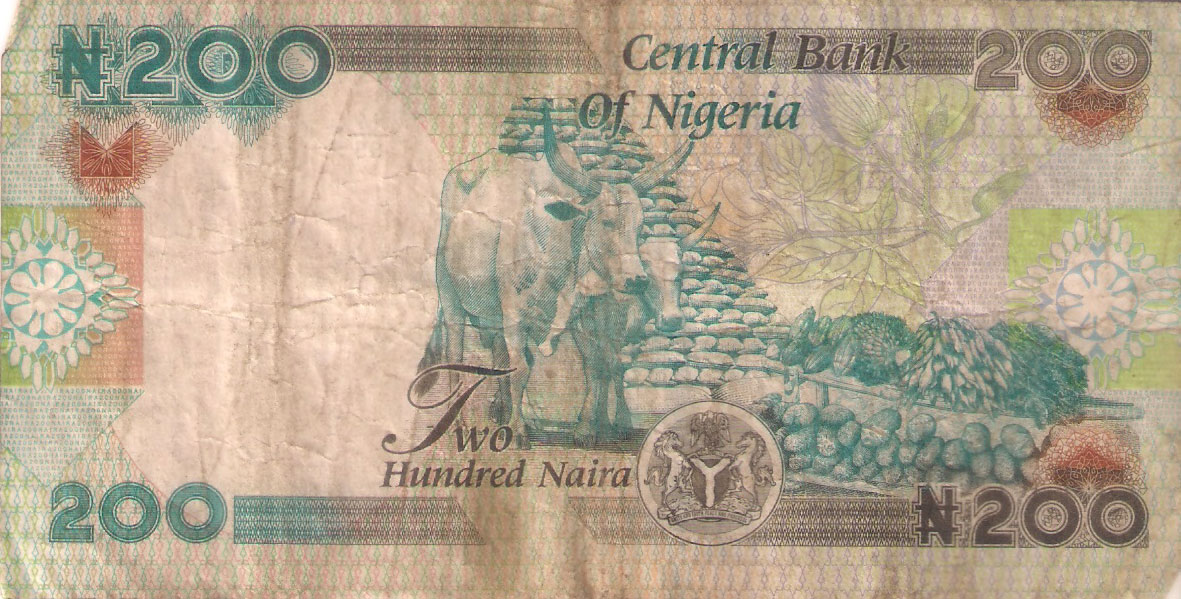 ₦200
Central Bank
Of Nigeria
200
Two
Hundred Naira
200
₦200